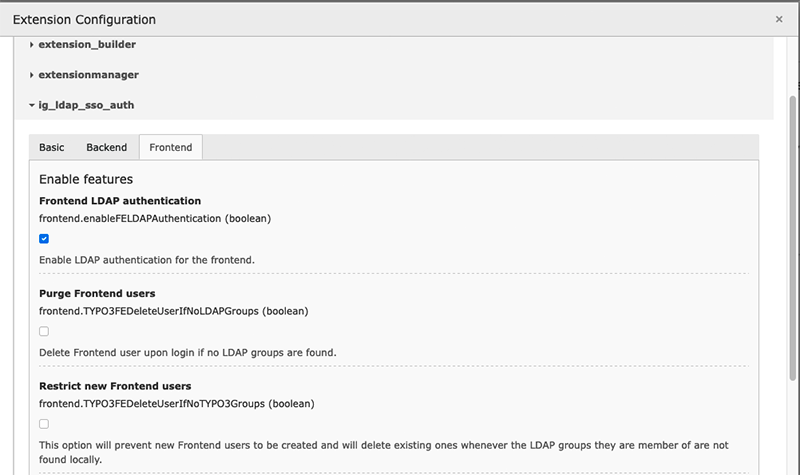 Extension Configuration
×
extension_builder
extensionmanager
ig_ldap_sso_auth
Basic Backend Frontend
Enable features
Frontend LDAP authentication
frontend.enableFELDAPAuthentication (boolean)
Enable LDAP authentication for the frontend.
Purge Frontend users
frontend.TYPO3FEDeleteUserIfNoLDAPGroups (boolean)
Delete Frontend user upon login if no LDAP groups are found.
Restrict new Frontend users
frontend.TYPO3FEDeleteUserIfNoTYPO3Groups (boolean)
This option will prevent new Frontend users to be created and will delete existing ones whenever the LDAP groups they are member of are not
found locally.